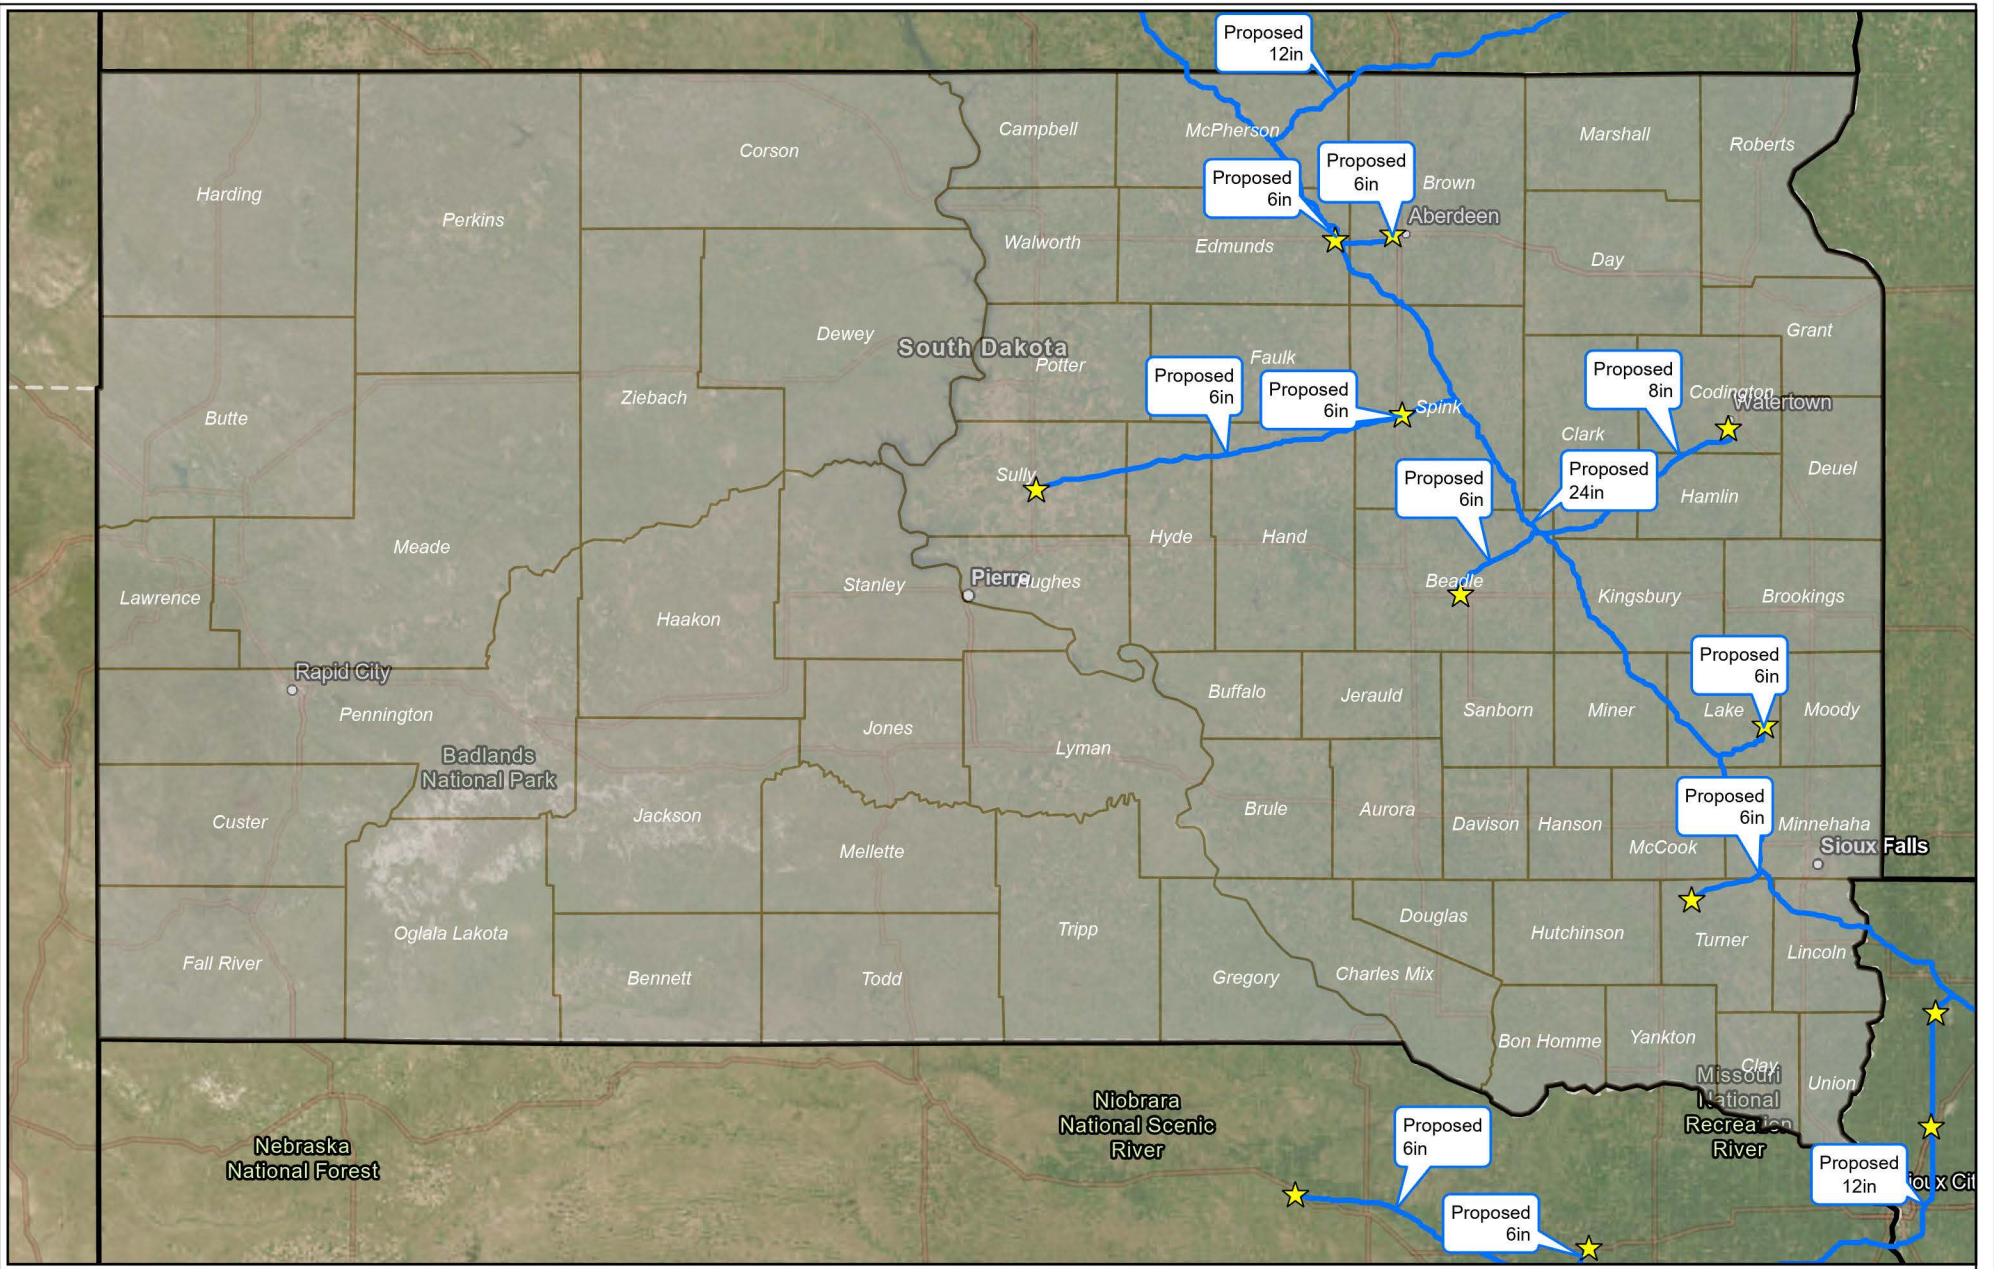 Proposed
12in
Campbell
McPherson
Marshall
Roberts
Corson
Harding
Perkins
Proposed
6in
Proposed
6in
Brown
Aberdeen
Walworth
Edmunds
Day
Dewey
South Dakota
Potter
Faulk
Grant
Ziebach
Butte
Proposed
6in
Proposed
6in
Spink
Proposed
8in
Codington
Watertown
Clark
Deuel
Sully
Proposed
6in
Proposed
24in
Hamlin
Meade
Hyde
Hand
Lawrence
Haakon
Stanley
Pierre
Hughes
Beadle
Kingsbury
Brookings
Rapid City
Pennington
Proposed
6in
Buffalo
Jerauld
Sanborn
Miner
Lake
Moody
Jones
Lyman
Badlands
National Park
Custer
Jackson
Mellette
Brule
Aurora
Davison
Hanson
McCook
Proposed
6in
Minnehaha
Sioux Falls
Fall River
Oglala Lakota
Bennett
Todd
Tripp
Gregory
Douglas
Charles Mix
Hutchinson
Turner
Lincoln
Bon Homme
Yankton
Clay
Union
Missouri
National
Recreation
River
Niobrara
National Scenic
River
Nebraska
National Forest
Proposed
6in
Proposed
6in
Proposed
12in
ioux Cit